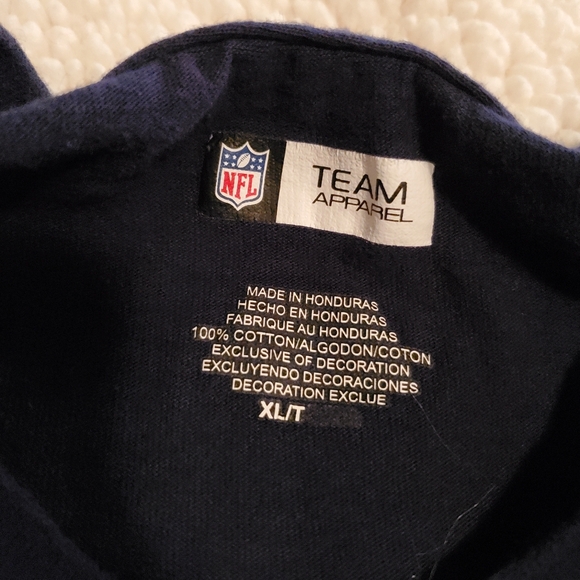 NFL
TEAM
APPAREL
MADE IN HONDURAS
HECHO EN HONDURAS
FABRIQUE AU HONDURAS
100% COTTON/ALGODON/COTON
EXCLUSIVE OF DECORATION
EXCLUYENDO DECORACIONES
DECORATION EXCLUE
XL/T